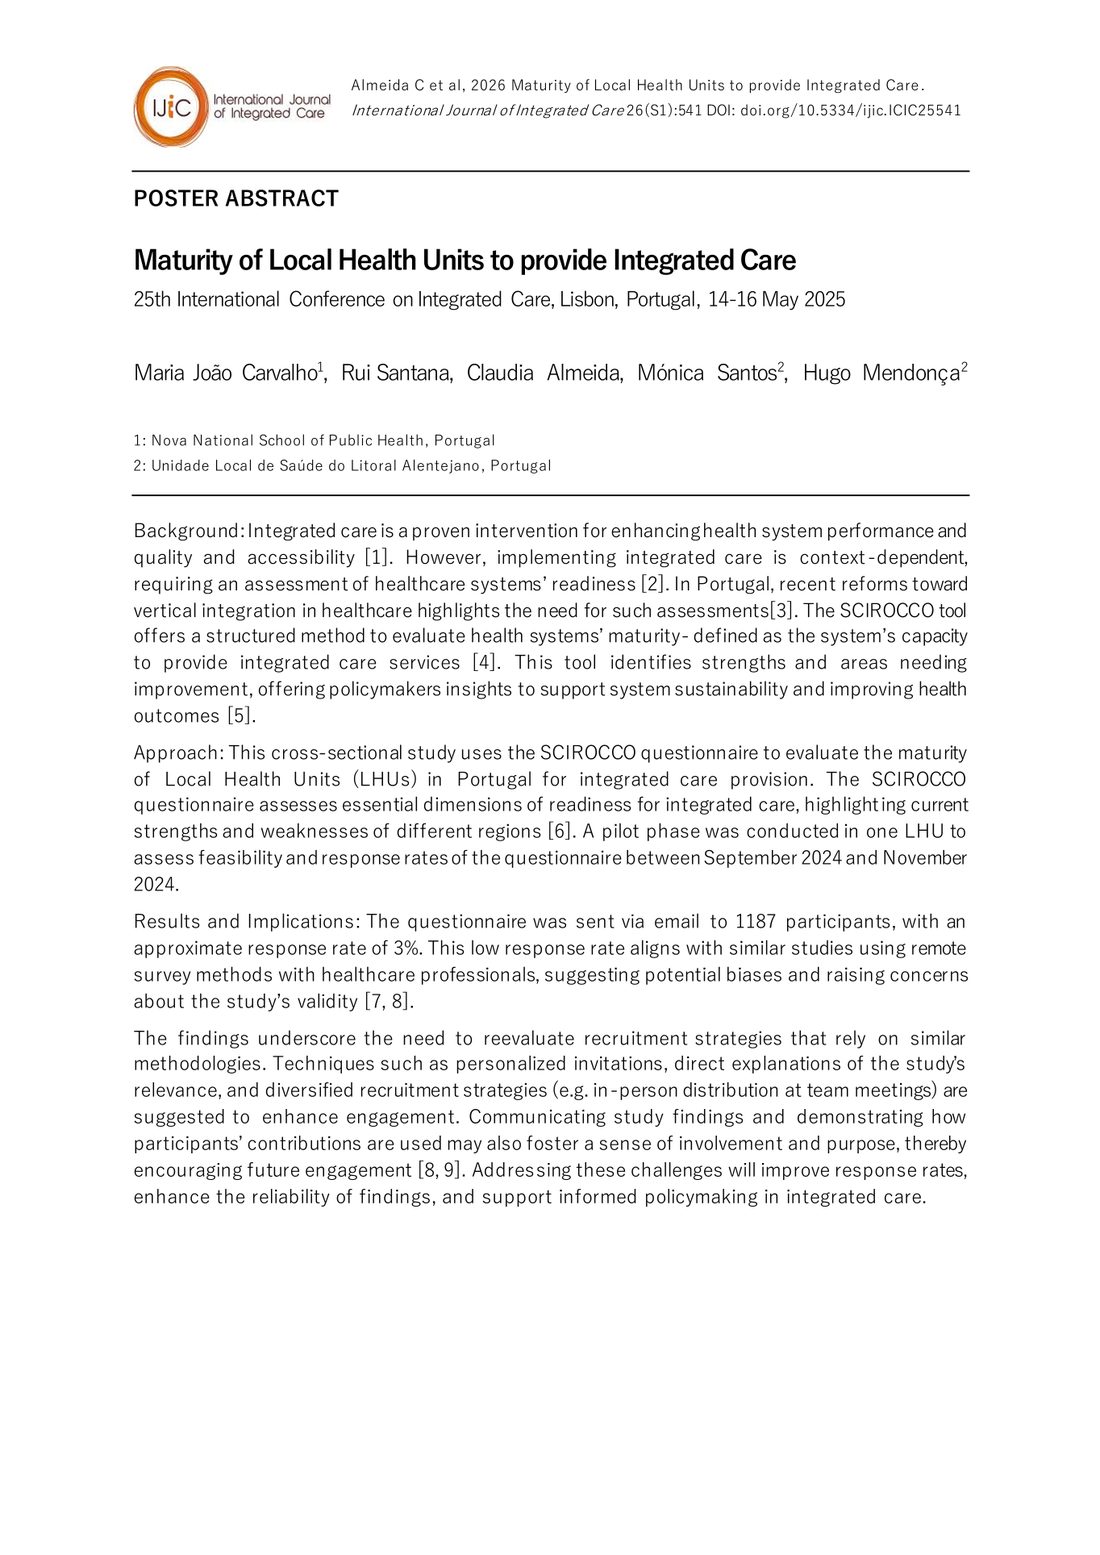 IJIC International Journal
of Integrated Care
Almeida C et al, 2026 Maturity of Local Health Units to provide Integrated Care.
International Journal of Integrated Care 26(S1):541 DOI: doi.org/10.5334/ijic.ICIC25541
POSTER ABSTRACT
Maturity of Local Health Units to provide Integrated Care
25th International Conference on Integrated Care, Lisbon, Portugal, 14-16 May 2025
Maria João Carvalho1, Rui Santana, Claudia Almeida, Mónica Santos2, Hugo Mendonça2
1: Nova National School of Public Health, Portugal
2: Unidade Local de Saúde do Litoral Alentejano, Portugal
Background: Integrated care is a proven intervention for enhancing health system performance and
quality and accessibility [1]. However, implementing integrated care is context-dependent,
requiring an assessment of healthcare systems’ readiness [2]. In Portugal, recent reforms toward
vertical integration in healthcare highlights the need for such assessments[3]. The SCIROCCO tool
offers a structured method to evaluate health systems’ maturity- defined as the system’s capacity
to provide integrated care services [4]. This tool identifies strengths and areas needing
improvement, offering policymakers insights to support system sustainability and improving health
outcomes [5].
Approach: This cross-sectional study uses the SCIROCCO questionnaire to evaluate the maturity
of Local Health Units (LHUs) in Portugal for integrated care provision. The SCIROCCO
questionnaire assesses essential dimensions of readiness for integrated care, highlighting current
strengths and weaknesses of different regions [6]. A pilot phase was conducted in one LHU to
assess feasibility and response rates of the questionnaire between September 2024 and November
2024.
Results and Implications: The questionnaire was sent via email to 1187 participants, with an
approximate response rate of 3%. This low response rate aligns with similar studies using remote
survey methods with healthcare professionals, suggesting potential biases and raising concerns
about the study’s validity [7, 8].
The findings underscore the need to reevaluate recruitment strategies that rely on similar
methodologies. Techniques such as personalized invitations, direct explanations of the study’s
relevance, and diversified recruitment strategies (e.g. in-person distribution at team meetings) are
suggested to enhance engagement. Communicating study findings and demonstrating how
participants’ contributions are used may also foster a sense of involvement and purpose, thereby
encouraging future engagement [8, 9]. Addressing these challenges will improve response rates,
enhance the reliability of findings, and support informed policymaking in integrated care.